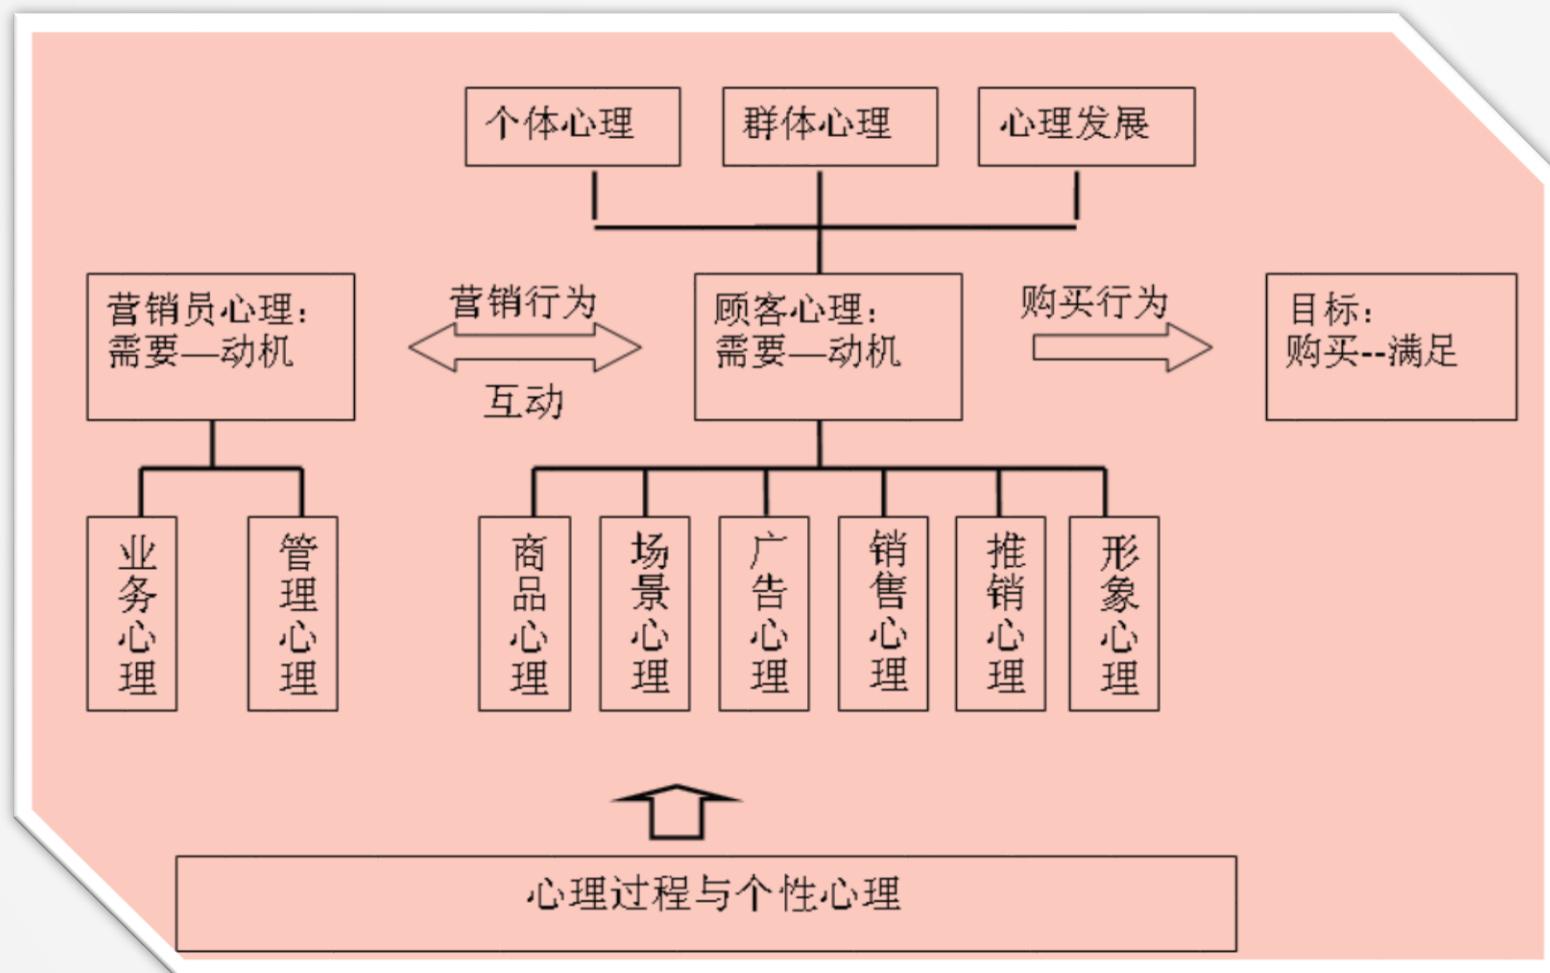 个体心理
群体心理
心理发展
营销员心理：
需要—动机
营销行为
互动
顾客心理：
需要—动机
购买行为
目标：
购买--满足
业务心理
管理心理
商品心理
场景心理
广告心理
销售心理
推销心理
形象心理
心理过程与个性心理